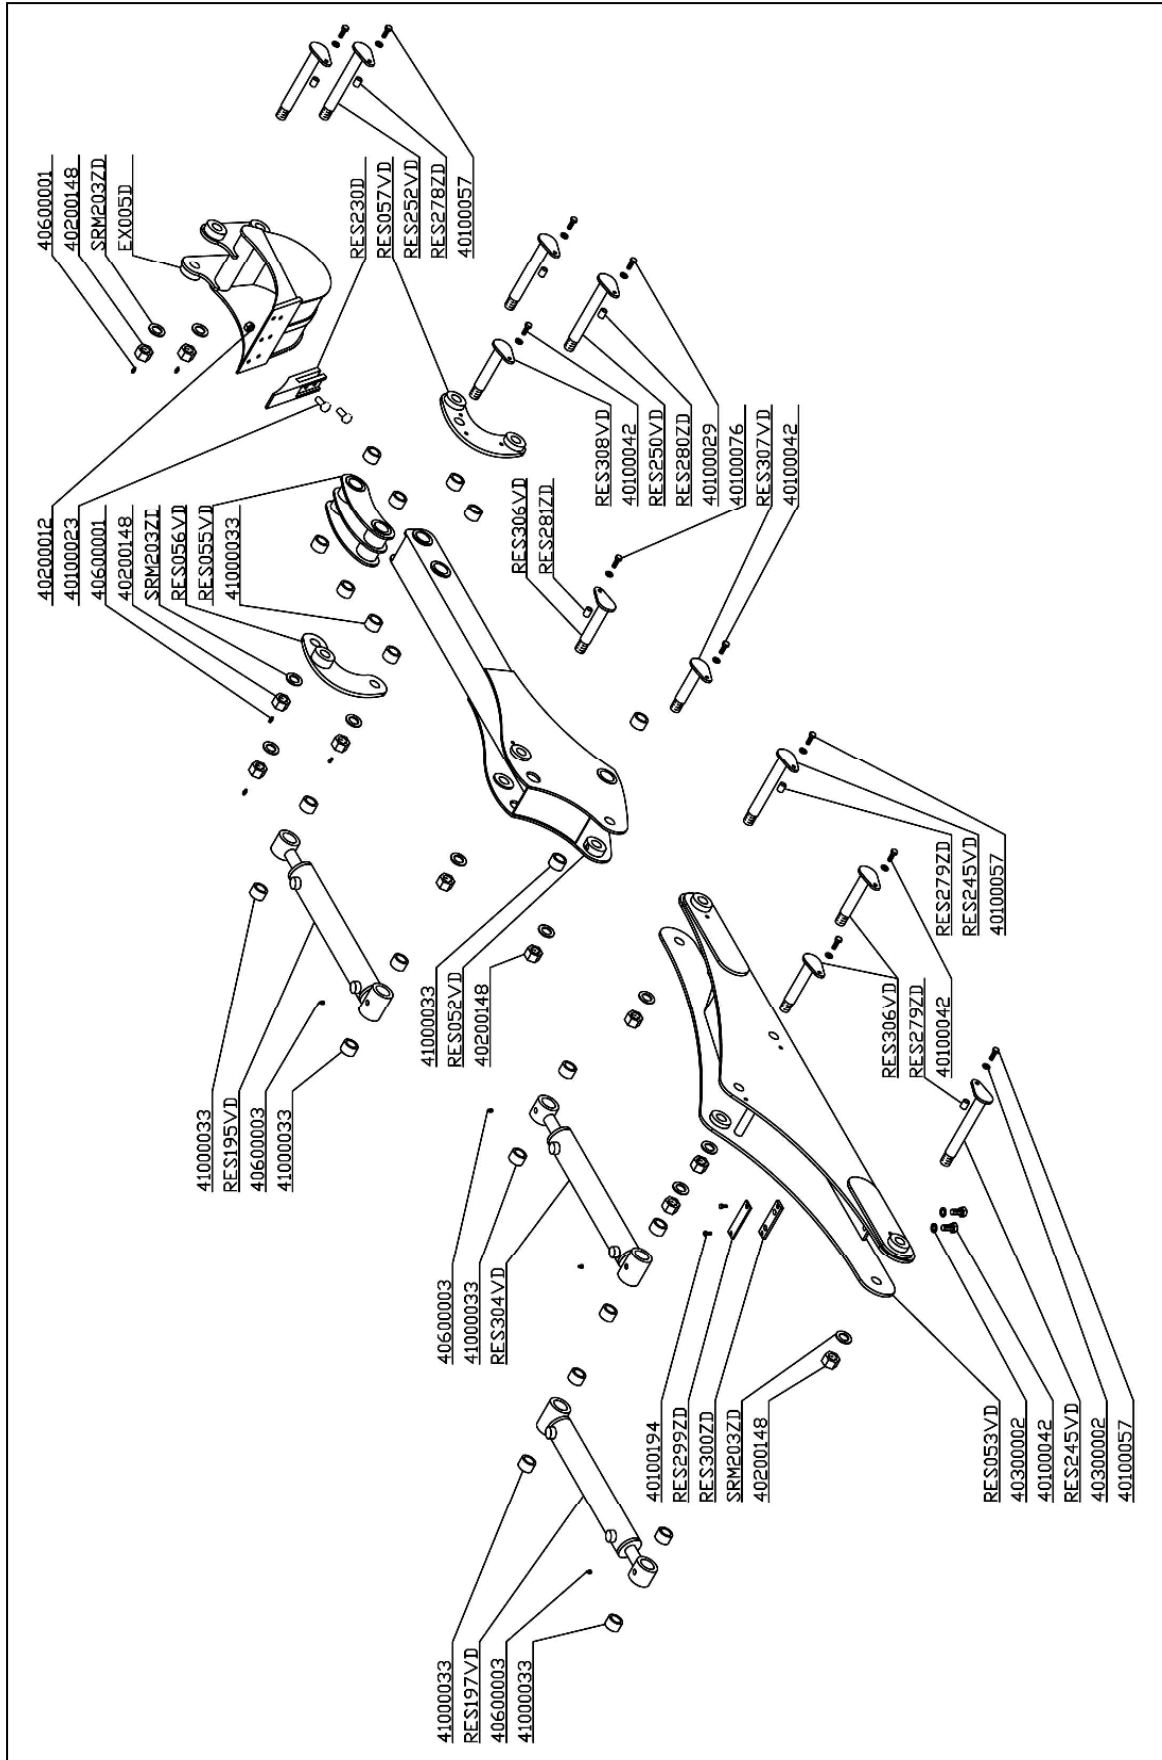 40600001
40200148
SRM203ZD
EX005D
RES230D
RES057VD
RES252VD
RES278ZD
40100057
40200012
40100023
40600001
40200148
SRM203ZD
RES056VD
RES055VD
41000033
RES308VD
40100042
RES250VD
RES280ZD
40100029
40100076
RES307VD
40100042
RES306VD
RES281ZD
41000033
RES195VD
40600003
41000033
41000033
RES052VD
40200148
RES279ZD
RES245VD
40100057
RES306VD
RES279ZD
40100042
40600003
41000033
RES304VD
40100194
RES299ZD
RES300ZD
SRM203ZD
40200148
RES053VD
40300002
40100042
RES245VD
40300002
40100057
41000033
RES197VD
40600003
41000033